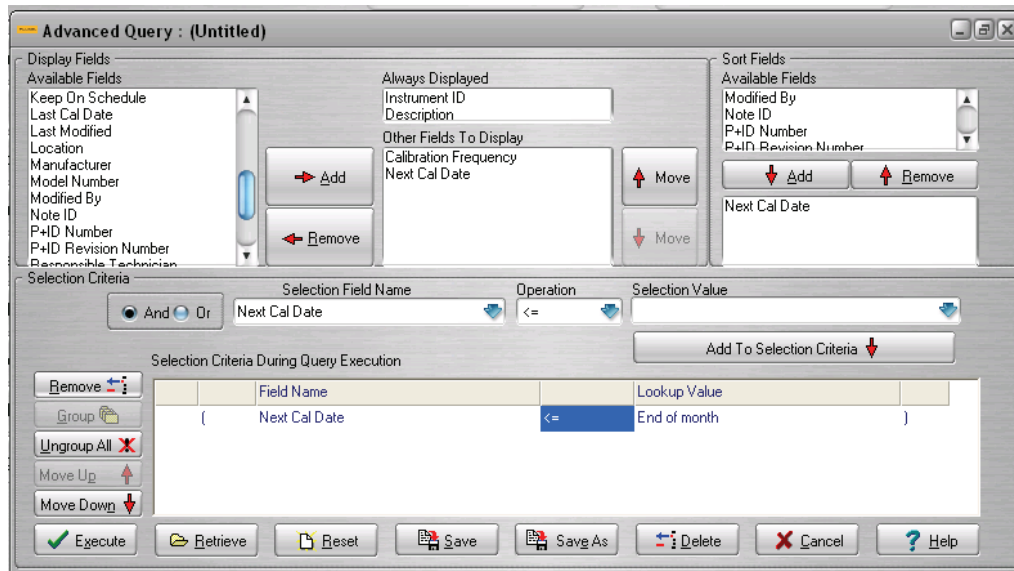 Advanced Query : (Untitled)
Display Fields
Available Fields
Keep On Schedule
Last Cal Date
Last Modified
Location
Manufacturer
Model Number
Modified By
Note ID
P+ID Number
P+ID Revision Number
Responsible Technician
Add
Remove
Always Displayed
Instrument ID
Description
Other Fields To Display
Calibration Frequency
Next Cal Date
Move
Move
Sort Fields
Available Fields
Modified By
Note ID
P+ID Number
P+ID Revision Number
Add
Remove
Next Cal Date
Selection Criteria
And Or
Selection Field Name
Next Cal Date
Operation
<=
Selection Value
Add To Selection Criteria
Selection Criteria During Query Execution
Remove
Group
Ungroup All
Move Up
Move Down
Field Name Lookup Value
( Next Cal Date <= End of month )
Execute Retrieve Reset Save Save As Delete Cancel ? Help